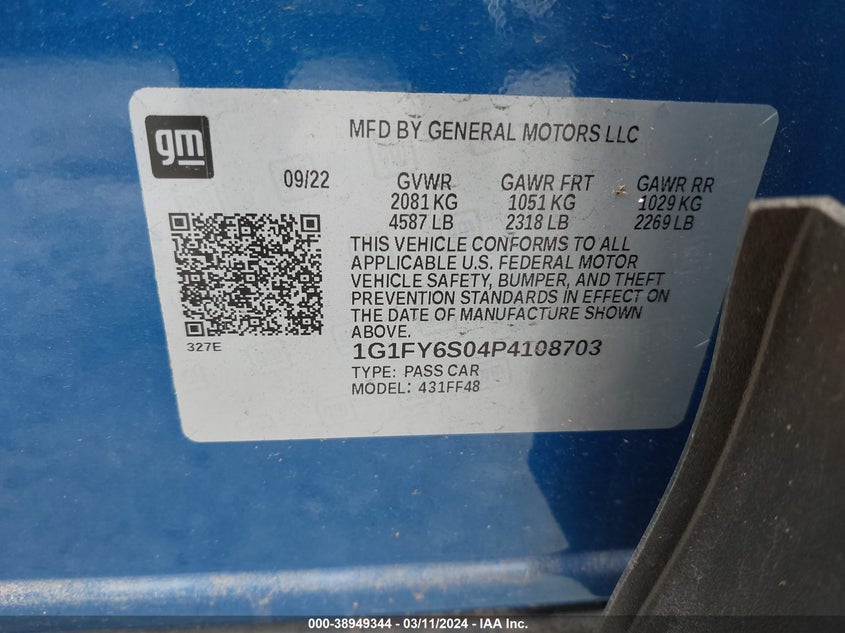 gm
MFD BY GENERAL MOTORS LLC
09/22 GVWR GAWR FRT GAWR RR
2081 KG 1051 KG 1029 KG
4587 LB 2318 LB 2269 LB
THIS VEHICLE CONFORMS TO ALL
APPLICABLE U.S. FEDERAL MOTOR
VEHICLE SAFETY, BUMPER, AND THEFT
PREVENTION STANDARDS IN EFFECT ON
THE DATE OF MANUFACTURE SHOWN
ABOVE.
327E
1G1FY6S04P4108703
TYPE: PASS CAR
MODEL: 431FF48
000-38949344 - 03/11/2024 - IAA Inc.